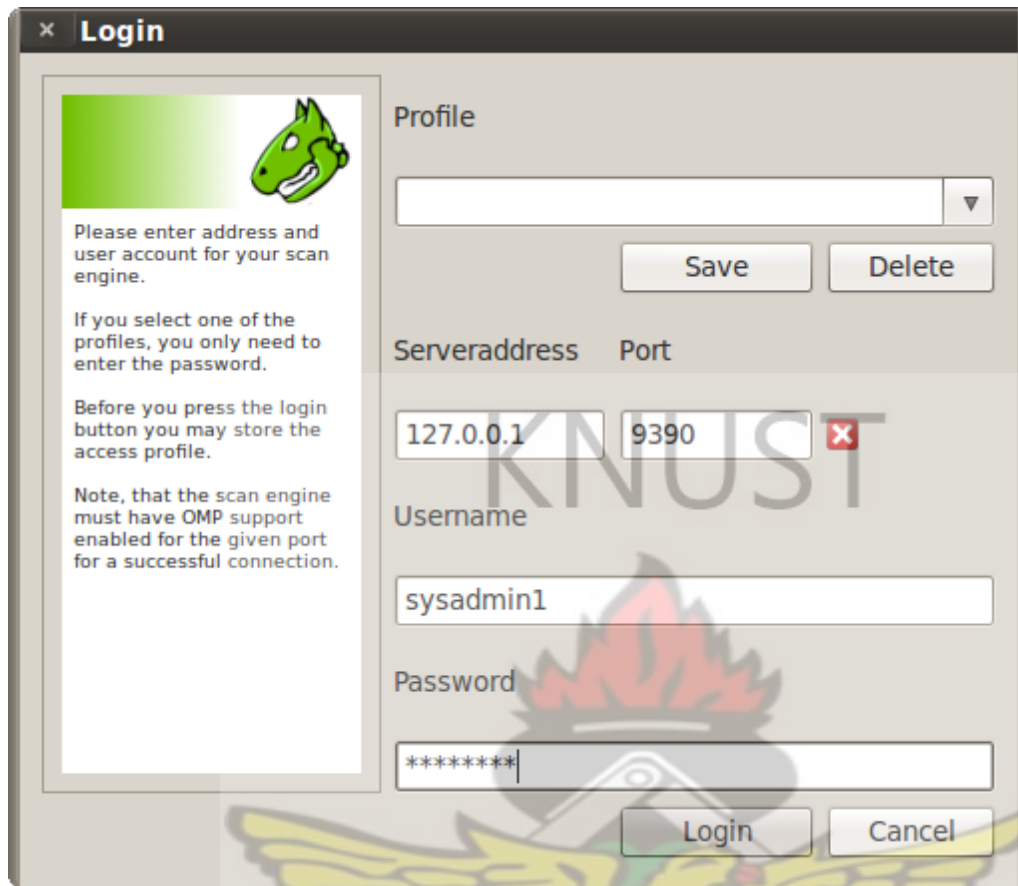 Login
Please enter address and
user account for your scan
engine.
If you select one of the
profiles, you only need to
enter the password.
Before you press the login
button you may store the
access profile.
Note, that the scan engine
must have OMP support
enabled for the given port
for a successful connection.
Profile
Save Delete
Serveraddress Port
127.0.0.1 9390
KNUST
Username
sysadmin1
Password
********
Login Cancel